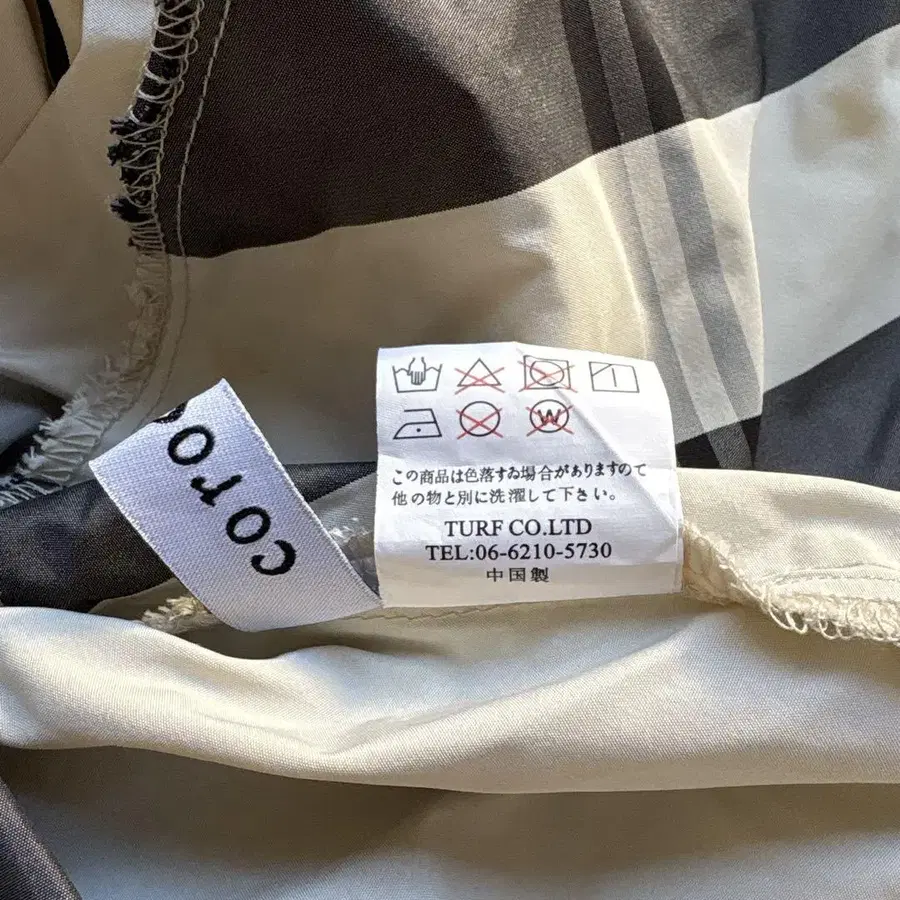 coro
W
この商品は色落する場合がありますので
他の物と別に洗濯して下さい。
TURF CO.LTD
TEL:06-6210-5730
中国製